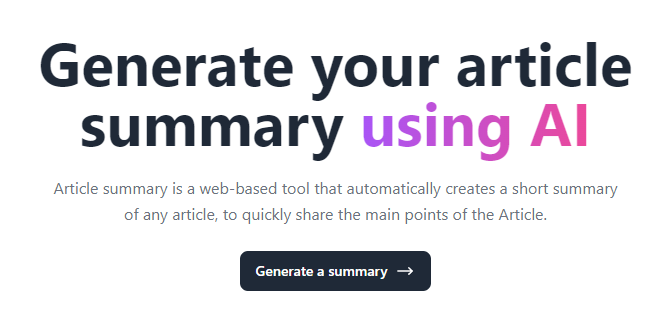 Generate your article
summary using AI
Article summary is a web-based tool that automatically creates a short summary
of any article, to quickly share the main points of the Article.
Generate a summary →